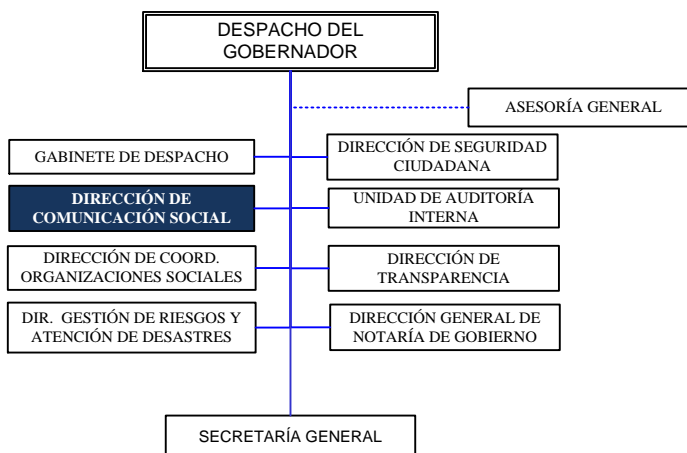 DESPACHO DEL
GOBERNADOR
ASESORÍA GENERAL
GABINETE DE DESPACHO
DIRECCIÓN DE SEGURIDAD
CIUDADANA
DIRECCIÓN DE
COMUNICACIÓN SOCIAL
UNIDAD DE AUDITORÍA
INTERNA
DIRECCIÓN DE COORD.
ORGANIZACIONES SOCIALES
DIRECCIÓN DE
TRANSPARENCIA
DIR. GESTIÓN DE RIESGOS Y
ATENCIÓN DE DESASTRES
DIRECCIÓN GENERAL DE
NOTARÍA DE GOBIERNO
SECRETARÍA GENERAL